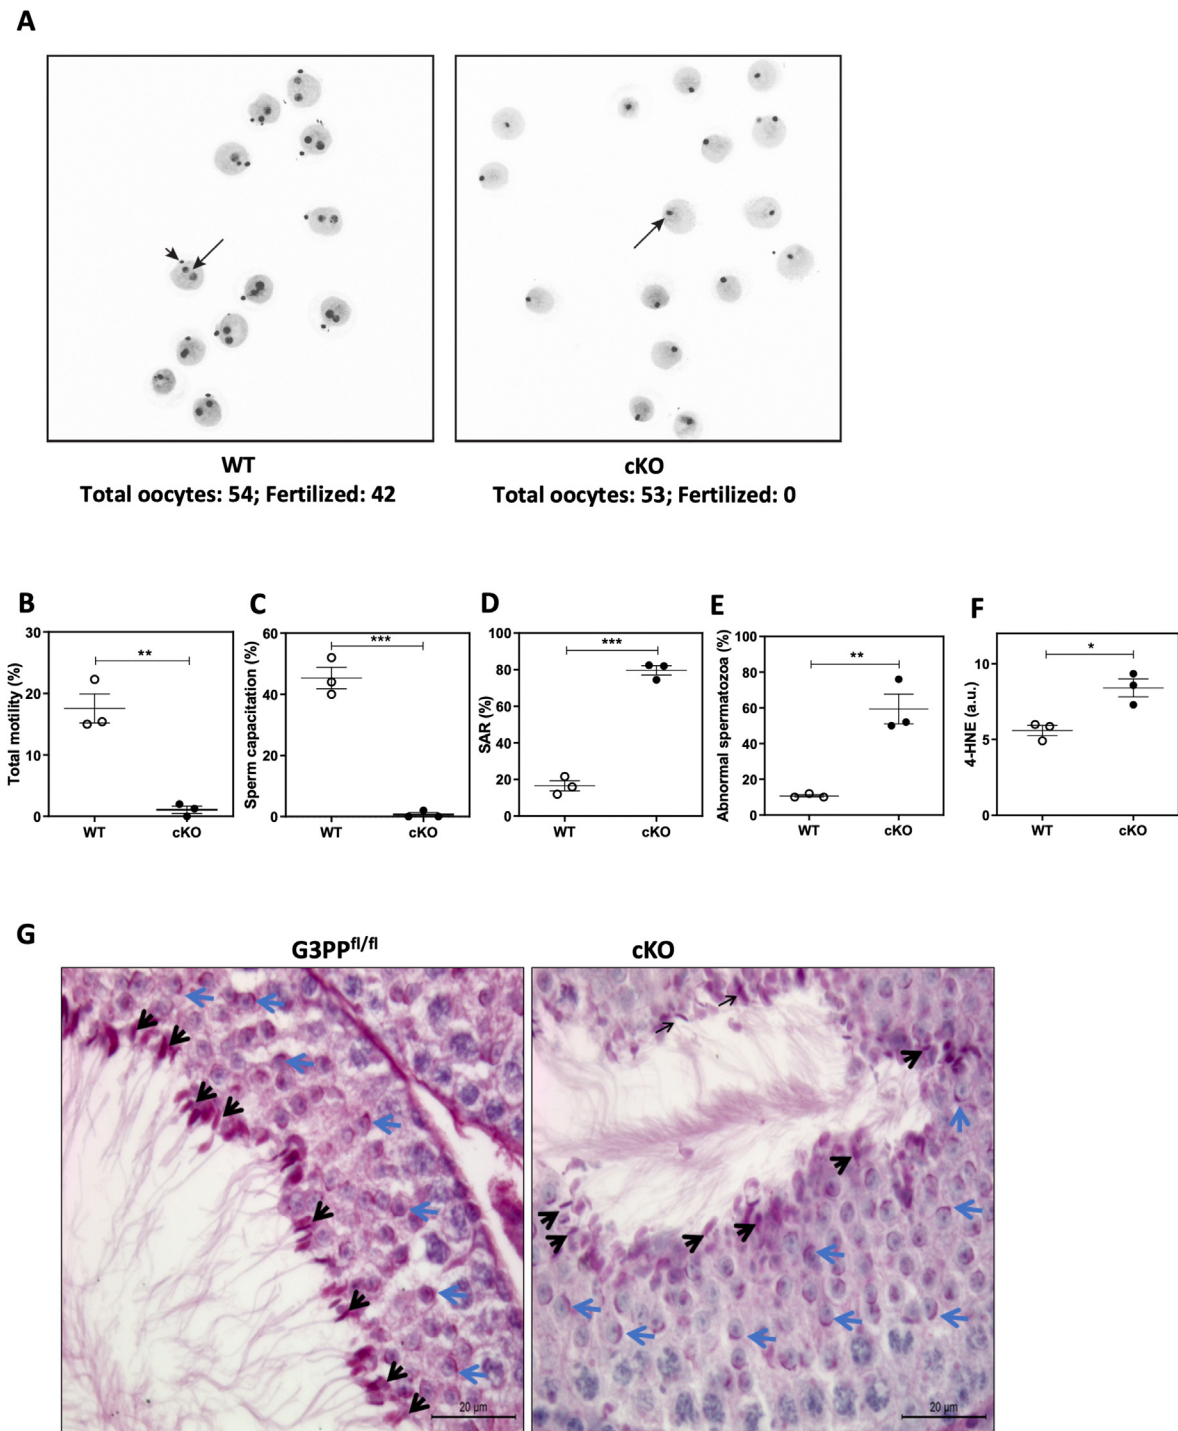 A
WT
Total oocytes: 54; Fertilized: 42
cKO
Total oocytes: 53; Fertilized: 0
B
Total motility (%)
30
20
10
0
**
WT
cKO
C
Sperm capacitation (%)
60
40
20
0
***
WT
cKO
D
SAR (%)
100
80
60
40
20
0
***
WT
cKO
E
Abnormal spermatozoa (%)
100
80
60
40
20
0
**
WT
cKO
F
4-HNE (a.u.)
10
5
0
*
WT
cKO
G
G3PPfl/fl
cKO
20 µm
20 µm